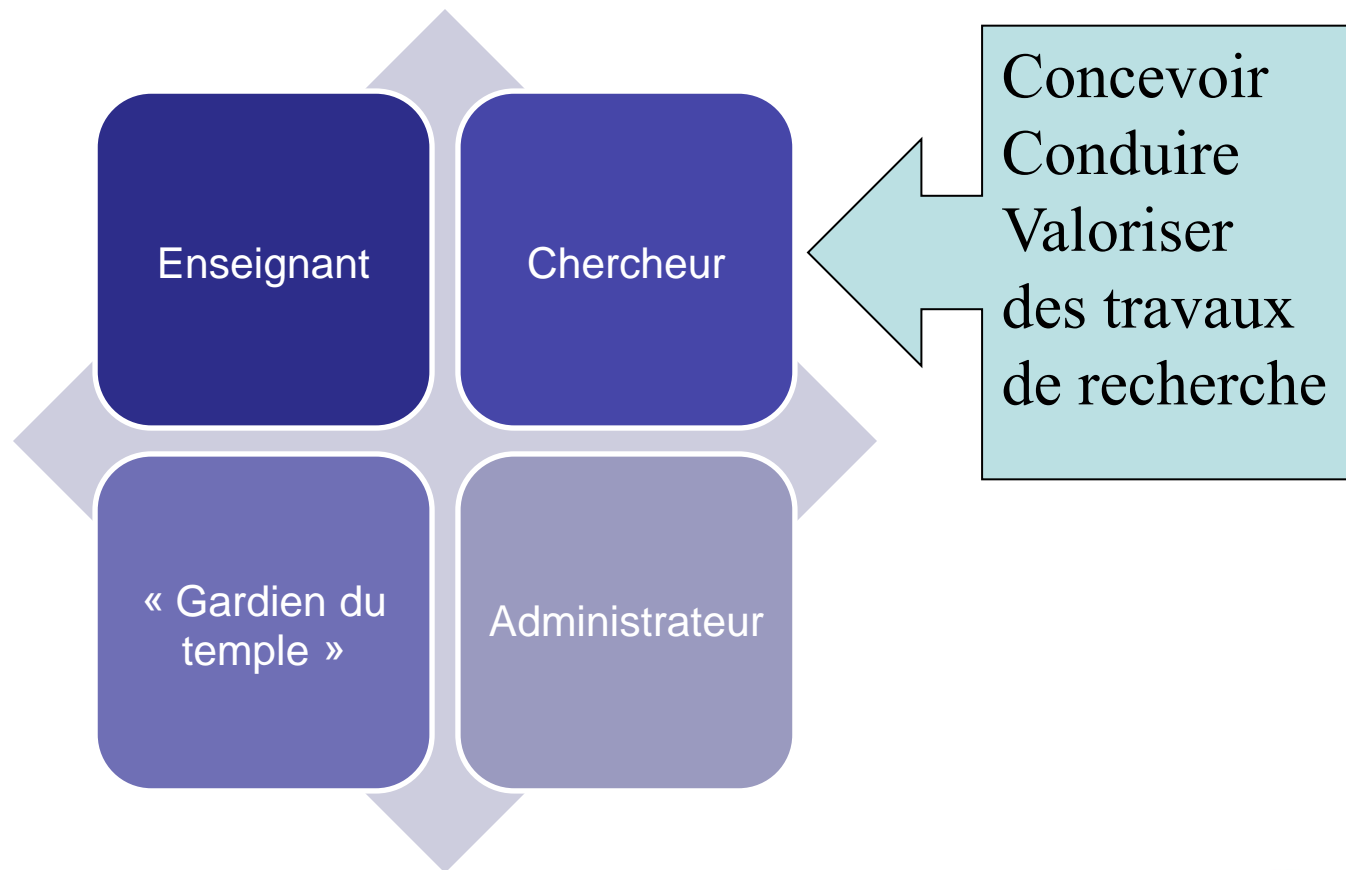 Enseignant
Chercheur
« Gardien du
temple »
Administrateur
Concevoir
Conduire
Valoriser
des travaux
de recherche